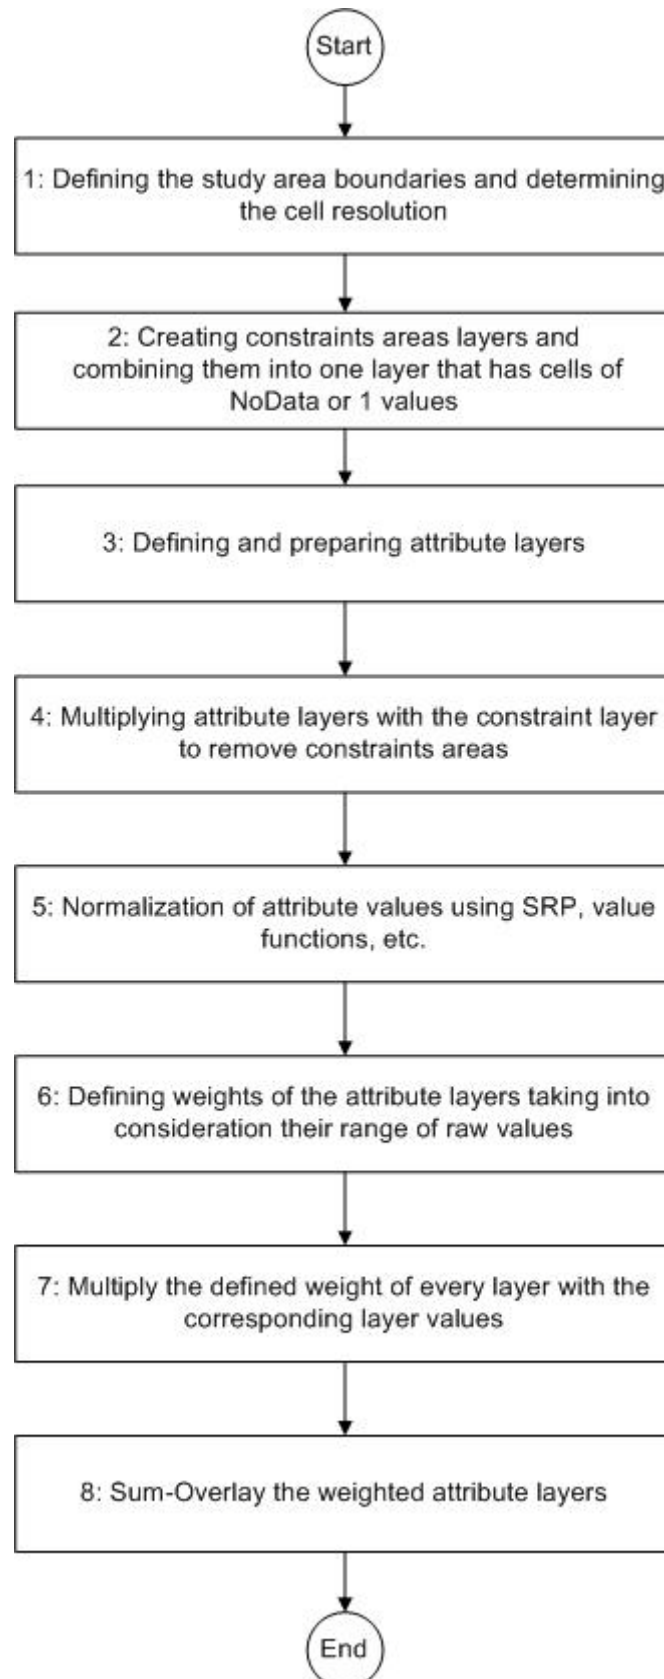 Start
1: Defining the study area boundaries and determining
the cell resolution
2: Creating constraints areas layers and
combining them into one layer that has cells of
NoData or 1 values
3: Defining and preparing attribute layers
4: Multiplying attribute layers with the constraint layer
to remove constraints areas
5: Normalization of attribute values using SRP, value
functions, etc.
6: Defining weights of the attribute layers taking into
consideration their range of raw values
7: Multiply the defined weight of every layer with the
corresponding layer values
8: Sum-Overlay the weighted attribute layers
End